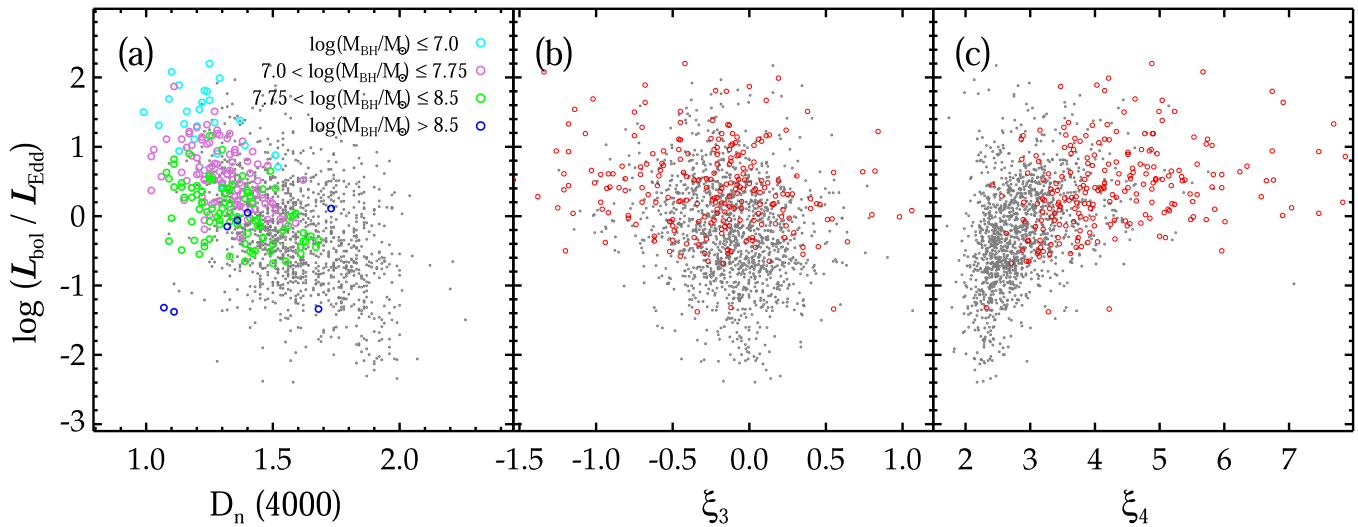 (a)
log(M_BH/M_⊙) ≤ 7.0
7.0 < log(M_BH/M_⊙) ≤ 7.75
7.75 < log(M_BH/M_⊙) ≤ 8.5
log(M_BH/M_⊙) > 8.5
(b)
(c)
log (L_bol / L_Edd)
2
1
0
-1
-2
-3
1.0 1.5 2.0
-1.5 -1.0 -0.5 0.0 0.5 1.0
2 3 4 5 6 7
D_n (4000)
ξ_3
ξ_4